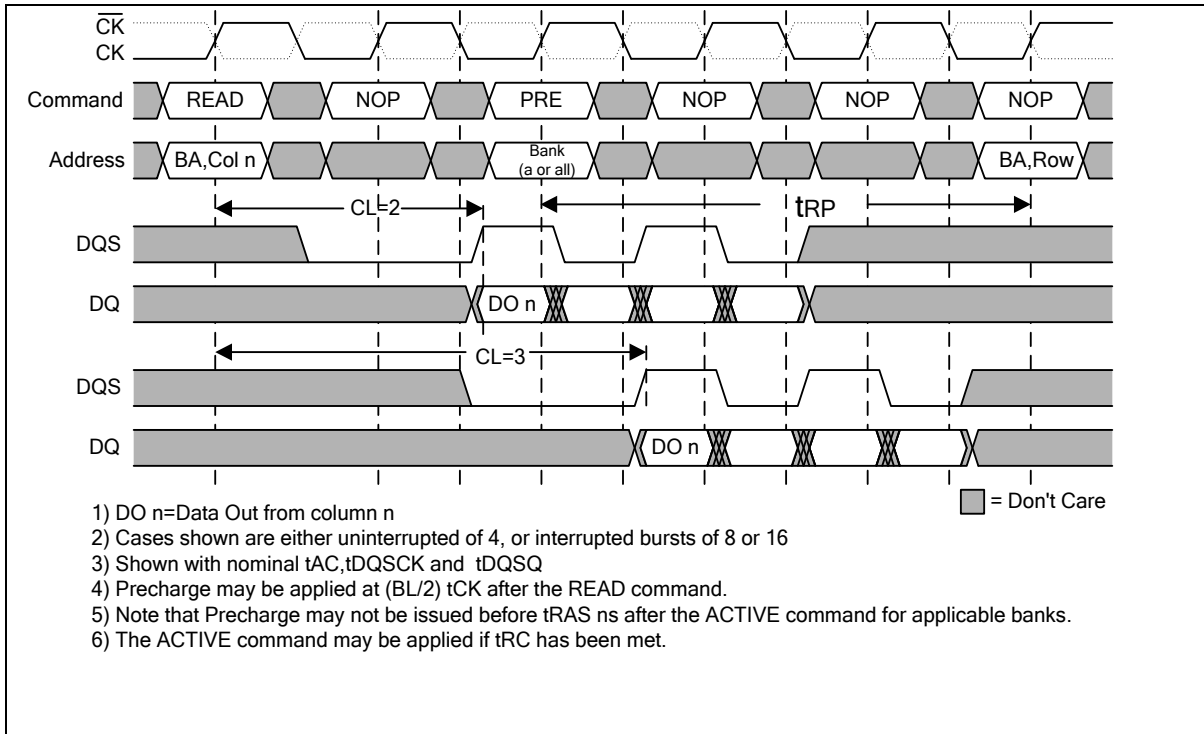 CK
CK
Command READ NOP PRE NOP NOP NOP
Address BA,Col n Bank (a or all) BA,Row
CL=2 tRP
DQS
DQ DO n
CL=3
DQS
DQ DO n
= Don't Care
1) DO n=Data Out from column n
2) Cases shown are either uninterrupted of 4, or interrupted bursts of 8 or 16
3) Shown with nominal tAC,tDQSCK and tDQSQ
4) Precharge may be applied at (BL/2) tCK after the READ command.
5) Note that Precharge may not be issued before tRAS ns after the ACTIVE command for applicable banks.
6) The ACTIVE command may be applied if tRC has been met.